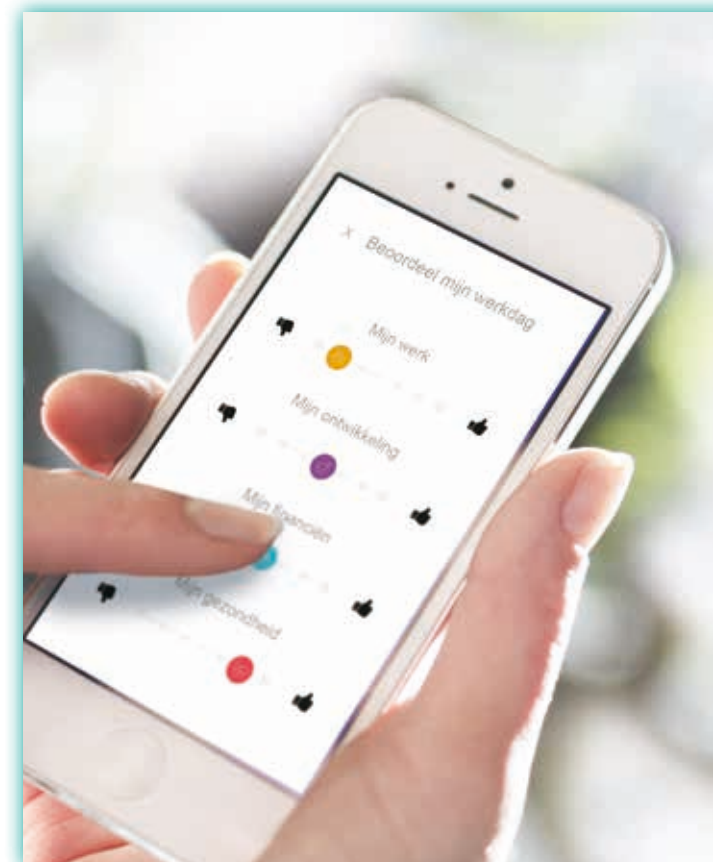 X Beoordeel mijn werkdag
Mijn werk
Mijn ontwikkeling
Mijn financiën
Mijn gezondheid